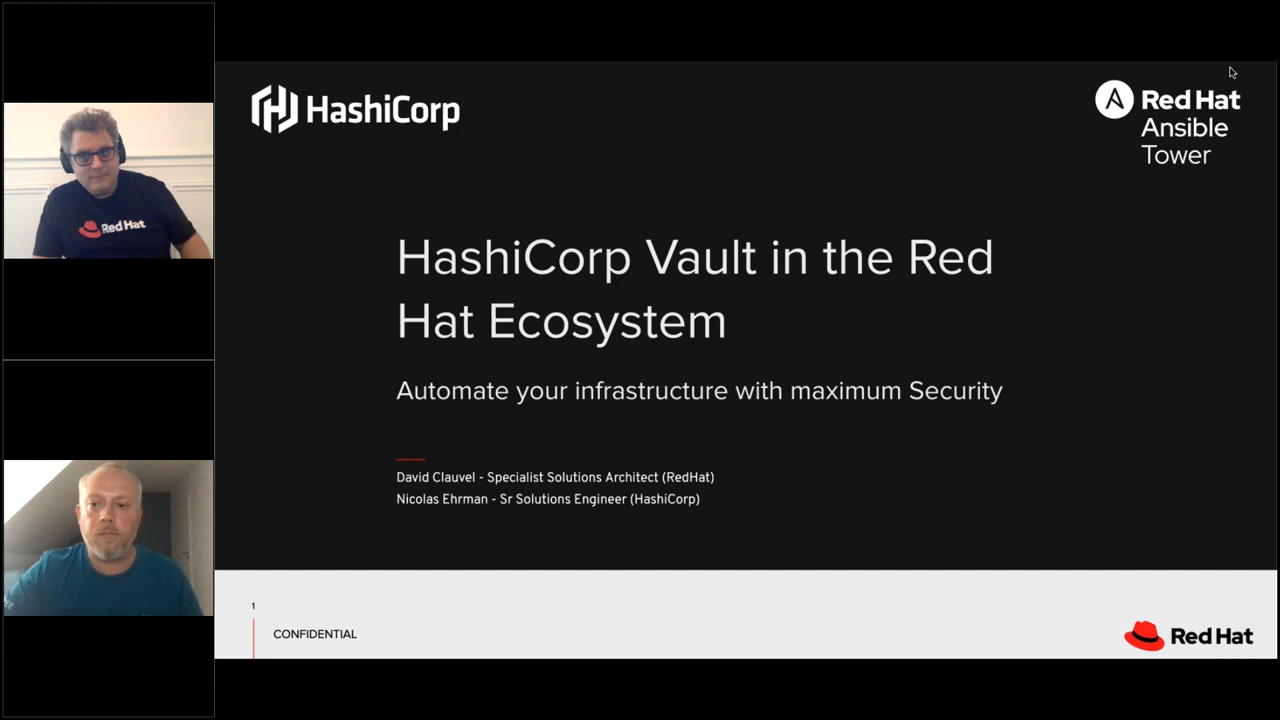 HashiCorp
Red Hat
Ansible
Tower
Red Hat
HashiCorp Vault in the Red
Hat Ecosystem
Automate your infrastructure with maximum Security
David Clauvel - Specialist Solutions Architect (RedHat)
Nicolas Ehrman - Sr Solutions Engineer (HashiCorp)
1
CONFIDENTIAL
Red Hat